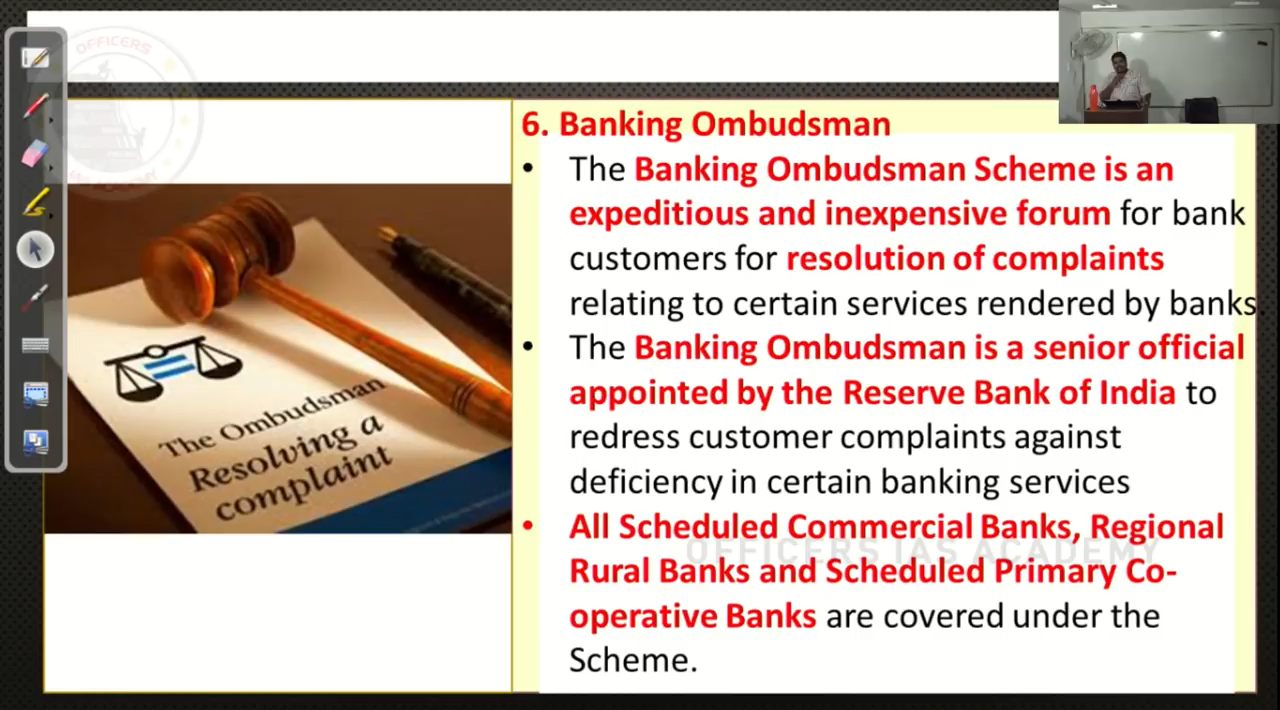 OFFICERS
IAS ACADEMY
6. Banking Ombudsman
• The Banking Ombudsman Scheme is an
expeditious and inexpensive forum for bank
customers for resolution of complaints
relating to certain services rendered by banks.
• The Banking Ombudsman is a senior official
appointed by the Reserve Bank of India to
redress customer complaints against
deficiency in certain banking services
• All Scheduled Commercial Banks, Regional
Rural Banks and Scheduled Primary Co-
operative Banks are covered under the
Scheme.
The Ombudsman
Resolving a
complaint
OFFICERS IAS ACADEMY